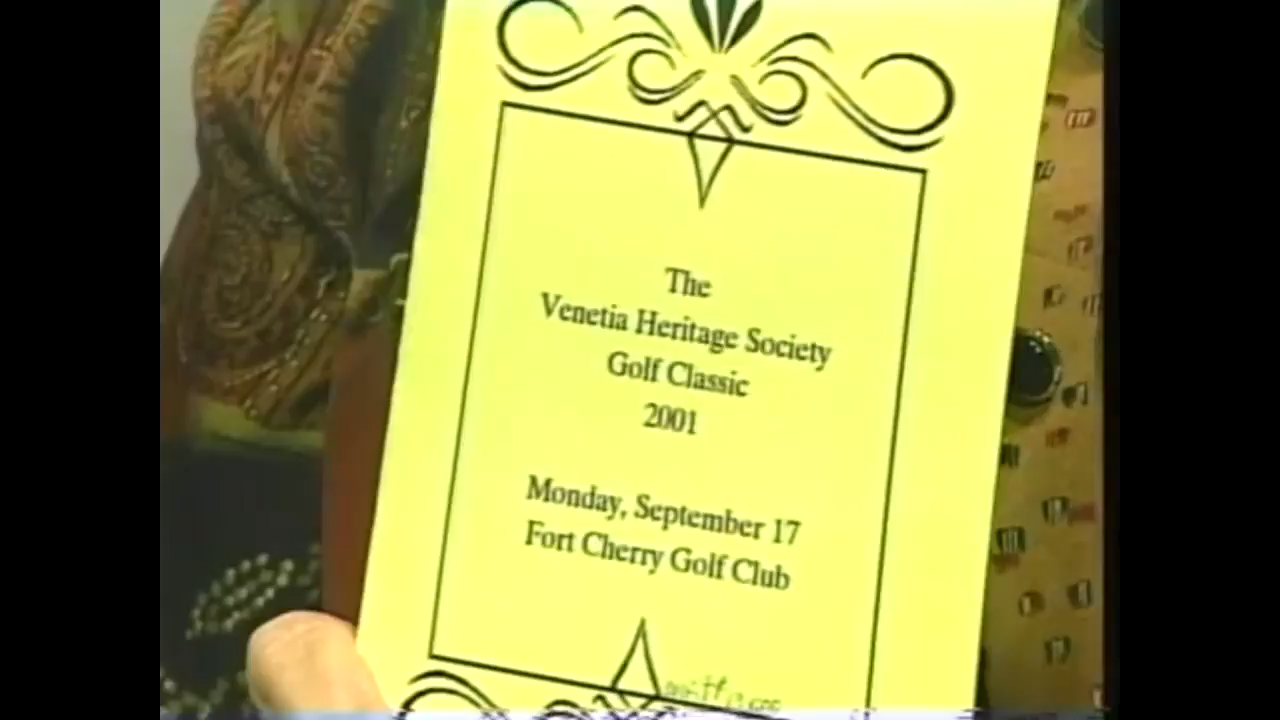 The
Venetia Heritage Society
Golf Classic
2001
Monday, September 17
Fort Cherry Golf Club